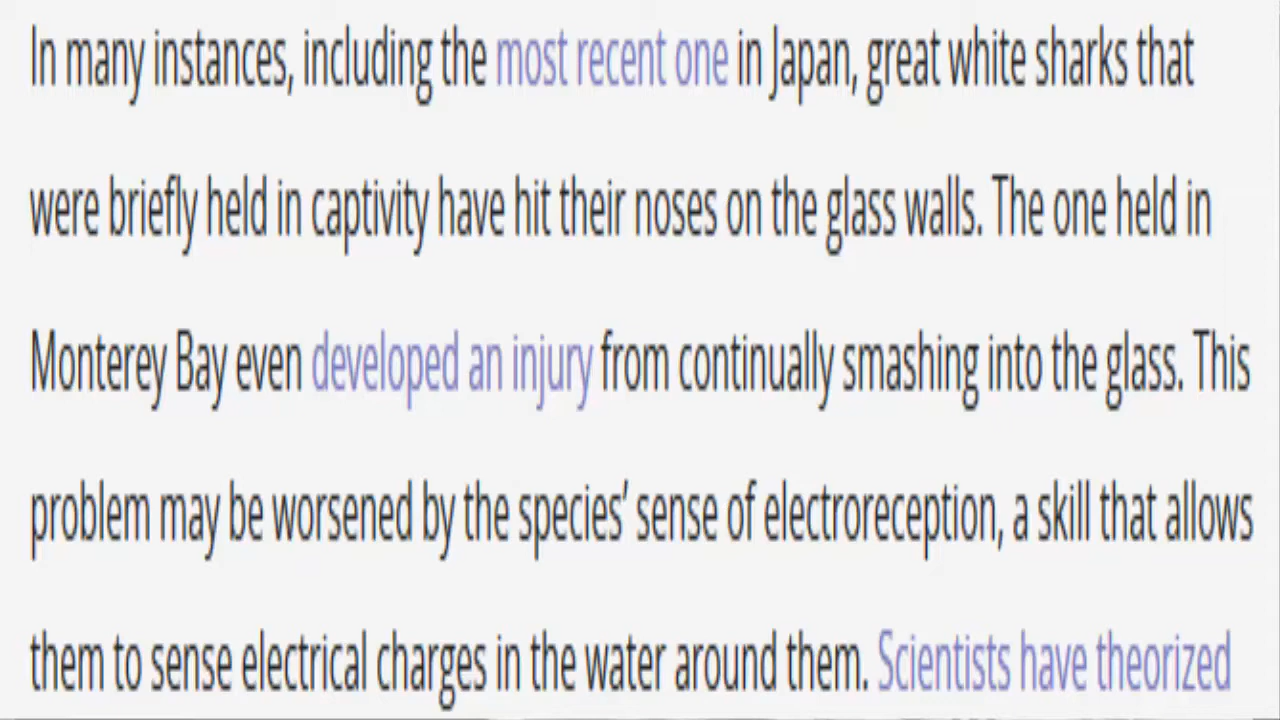 In many instances, including the most recent one in Japan, great white sharks that
were briefly held in captivity have hit their noses on the glass walls. The one held in
Monterey Bay even developed an injury from continually smashing into the glass. This
problem may be worsened by the species’ sense of electroreception, a skill that allows
them to sense electrical charges in the water around them. Scientists have theorized